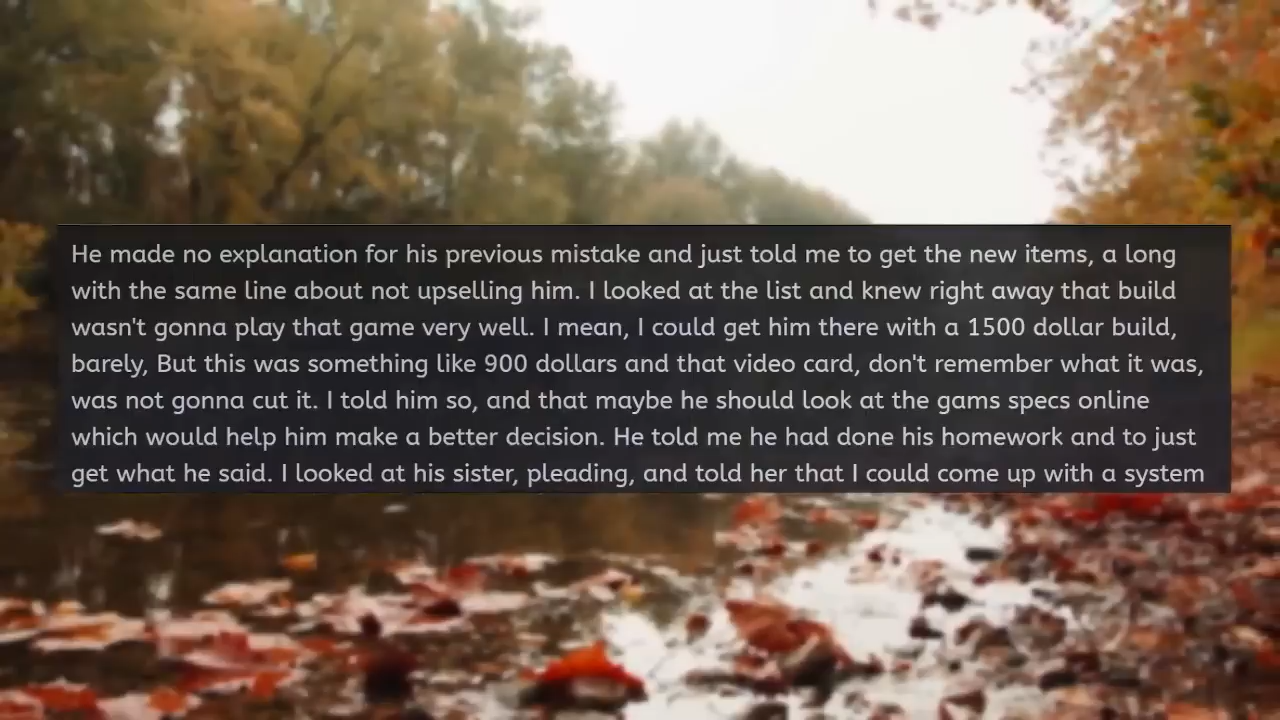 He made no explanation for his previous mistake and just told me to get the new items, a long
with the same line about not upselling him. I looked at the list and knew right away that build
wasn't gonna play that game very well. I mean, I could get him there with a 1500 dollar build,
barely, But this was something like 900 dollars and that video card, don't remember what it was,
was not gonna cut it. I told him so, and that maybe he should look at the gams specs online
which would help him make a better decision. He told me he had done his homework and to just
get what he said. I looked at his sister, pleading, and told her that I could come up with a system